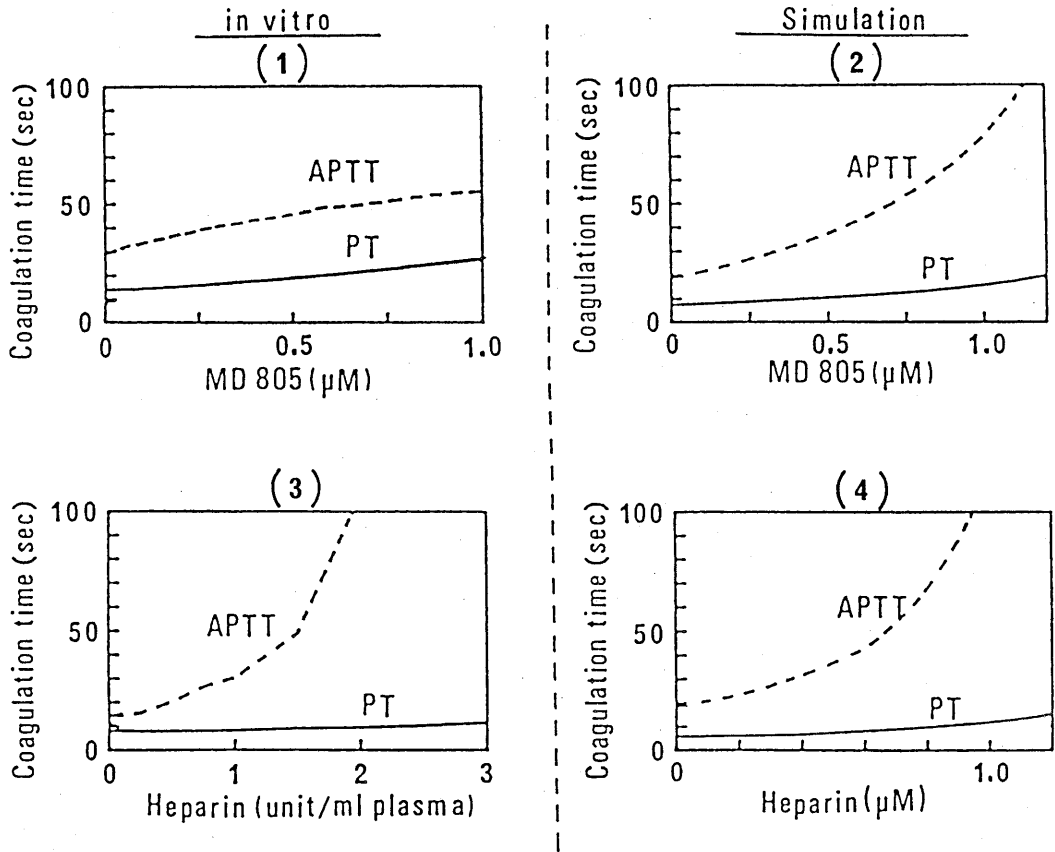 in vitro
Simulation
(1)
(2)
Coagulation time (sec)
100
50
0
APTT
PT
0
0.5
1.0
MD 805 (µM)
Coagulation time (sec)
100
50
0
APTT
PT
0
0.5
1.0
MD 805 (µM)
(3)
(4)
Coagulation time (sec)
100
50
0
APTT
PT
0
1
2
3
Heparin (unit/ml plasma)
Coagulation time (sec)
100
50
0
APTT
PT
0
1.0
Heparin (µM)